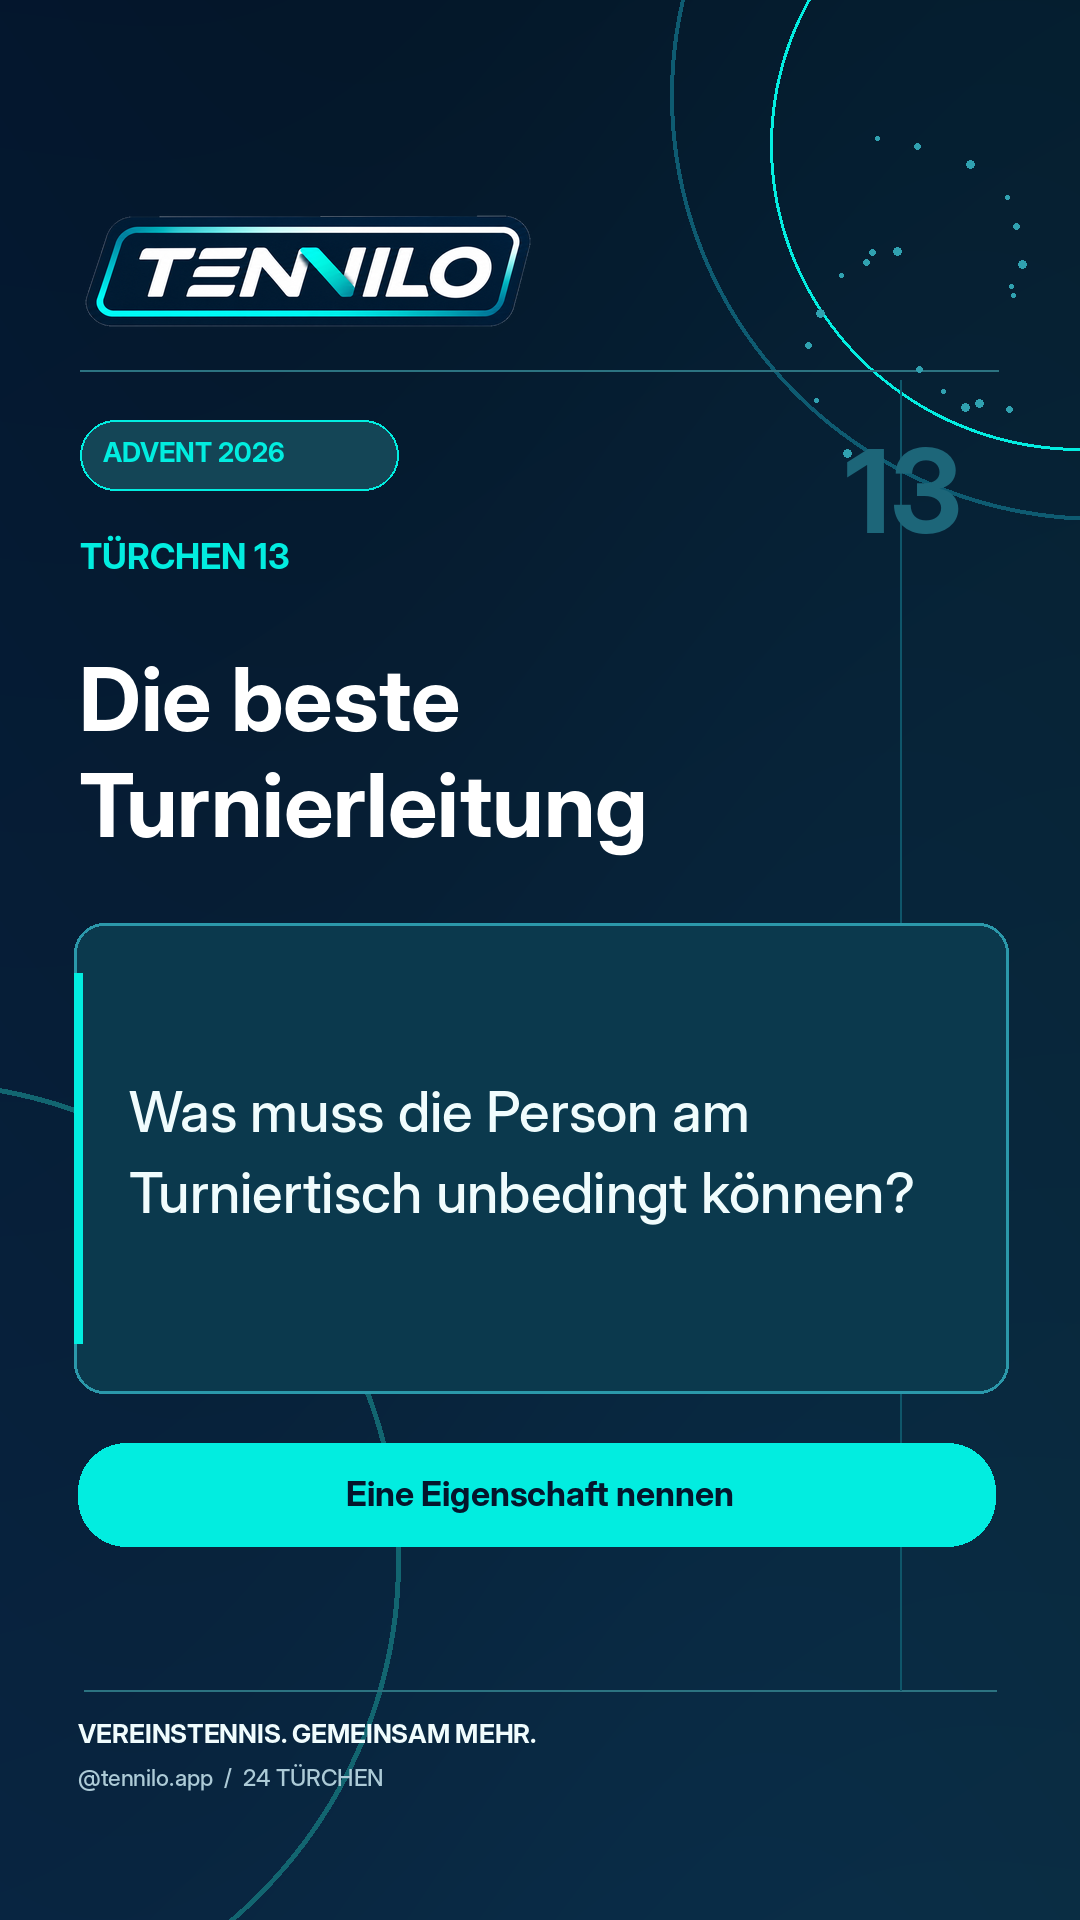 TENNILO
ADVENT 2026
13
TÜRCHEN 13
Die beste
Turnierleitung
Was muss die Person am
Turniertisch unbedingt können?
Eine Eigenschaft nennen
VEREINSTENNIS. GEMEINSAM MEHR.
@tennilo.app / 24 TÜRCHEN